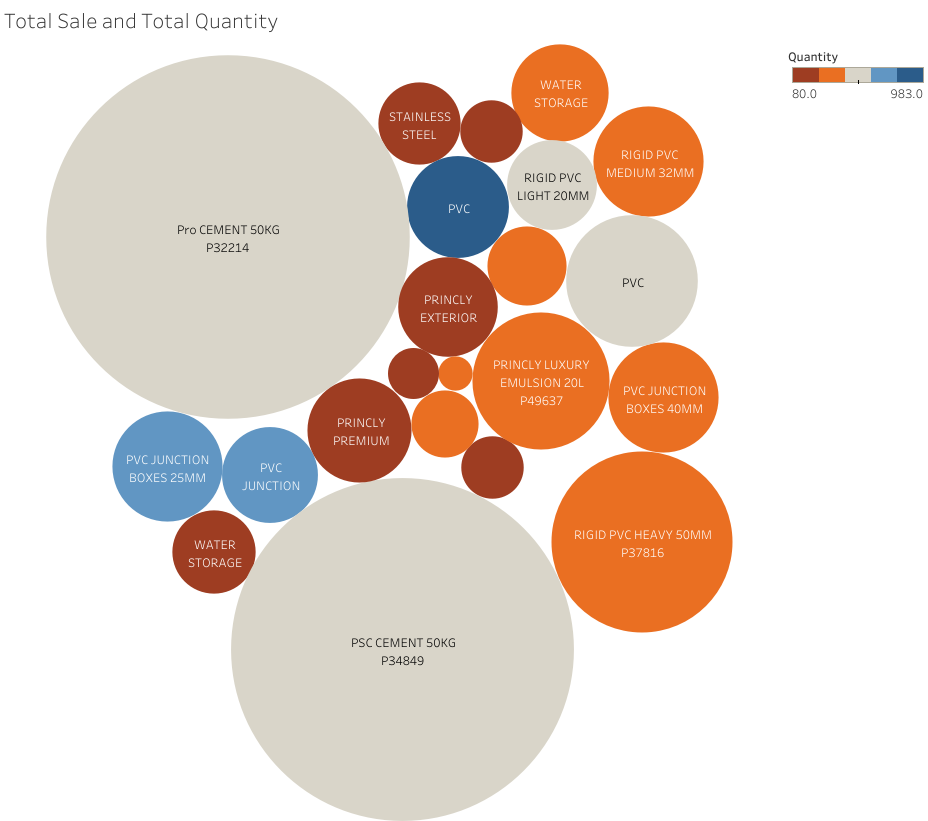 Total Sale and Total Quantity
Quantity
80.0
983.0
WATER
STORAGE
STAINLESS
STEEL
RIGID PVC
MEDIUM 32MM
RIGID PVC
LIGHT 20MM
PVC
Pro CEMENT 50KG
P32214
PVC
PRINCLY
EXTERIOR
PRINCLY LUXURY
EMULSION 20L
P49637
PVC JUNCTION
BOXES 40MM
PRINCLY
PREMIUM
PVC JUNCTION
BOXES 25MM
PVC
JUNCTION
WATER
STORAGE
RIGID PVC HEAVY 50MM
P37816
PSC CEMENT 50KG
P34849